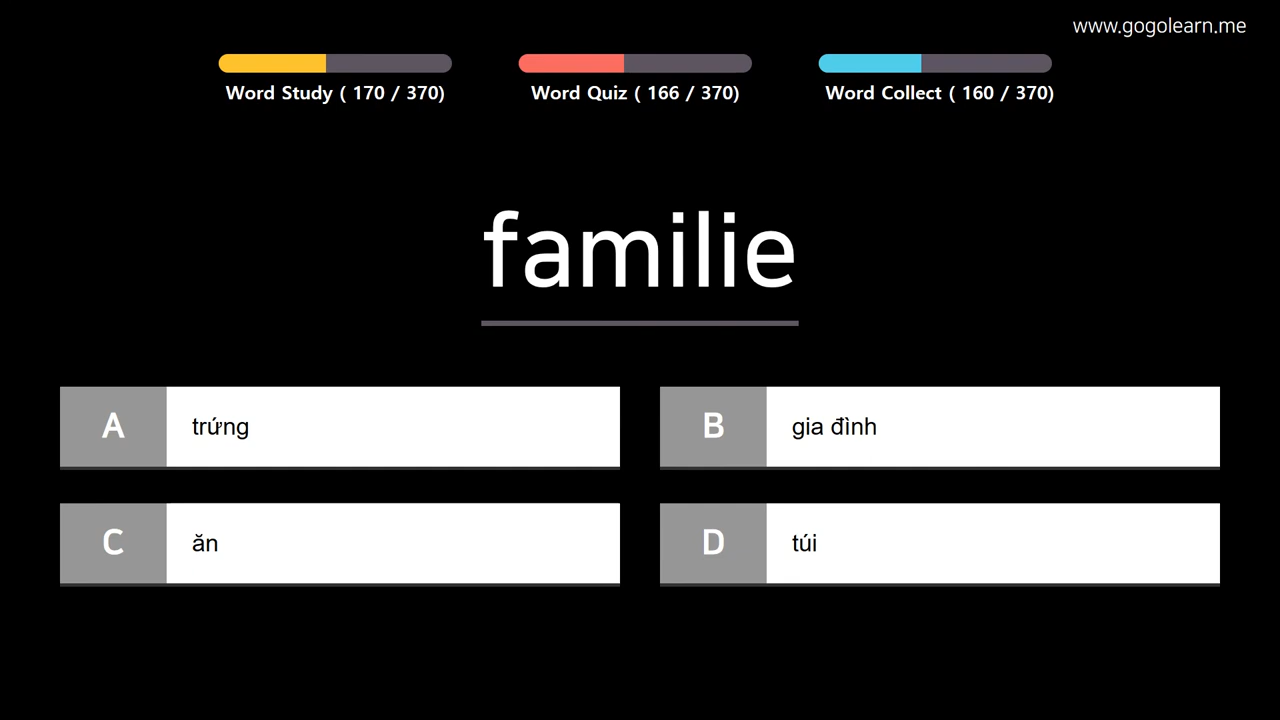 www.gogolearn.me
Word Study ( 170 / 370)
Word Quiz ( 166 / 370)
Word Collect ( 160 / 370)
familie
A
trứng
B
gia đình
C
ăn
D
túi